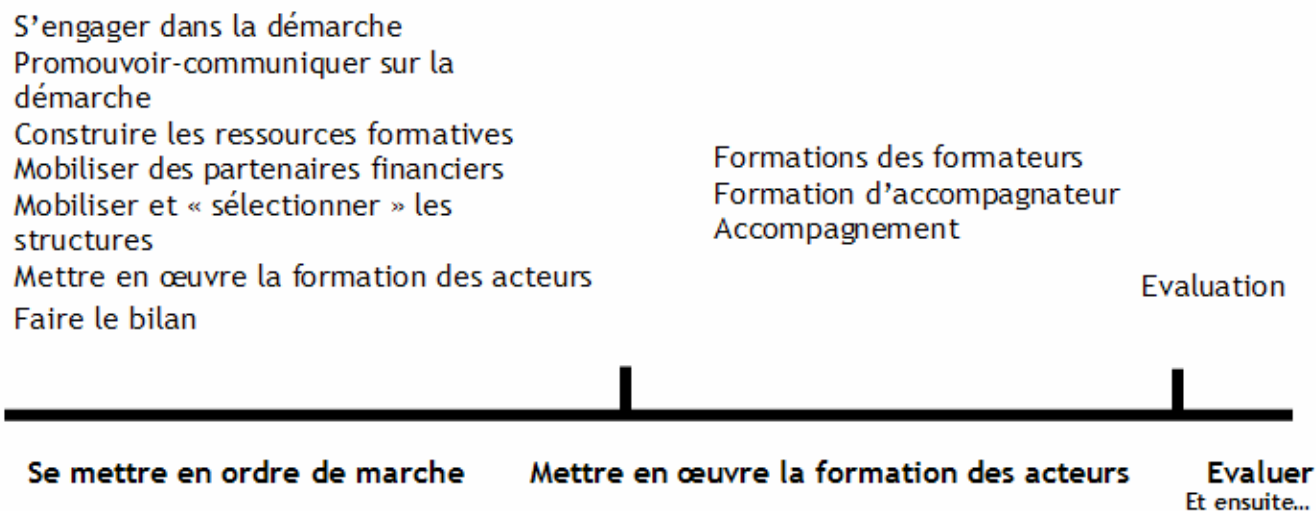 S’engager dans la démarche
Promouvoir-communiquer sur la
démarche
Construire les ressources formatives
Mobiliser des partenaires financiers
Mobiliser et « sélectionner » les
structures
Mettre en œuvre la formation des acteurs
Faire le bilan
Formations des formateurs
Formation d’accompagnateur
Accompagnement
Evaluation
Se mettre en ordre de marche
Mettre en œuvre la formation des acteurs
Evaluer
Et ensuite…